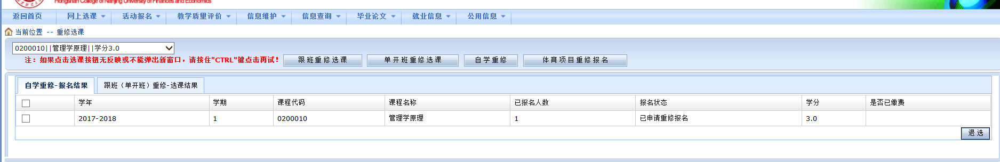 Hongshan College of Nanjing University of Finances and Economics
返回首页 网上选课 活动报名 教学质量评价 信息维护 信息查询 毕业论文 就业信息 公用信息
当前位置 -- 重修选课
0200010||管理学原理||学分3.0
注：如果点击选课按钮无反映或不能弹出新窗口，请按住"CTRL"键点击再试！ 跟班重修选课 单开班重修选课 自学重修 体育项目重修报名
自学重修-报名结果 跟班（单开班）重修-选课结果
学年 学期 课程代码 课程名称 已报名人数 报名状态 学分 是否已缴费
2017-2018 1 0200010 管理学原理 1 已申请重修报名 3.0
退选